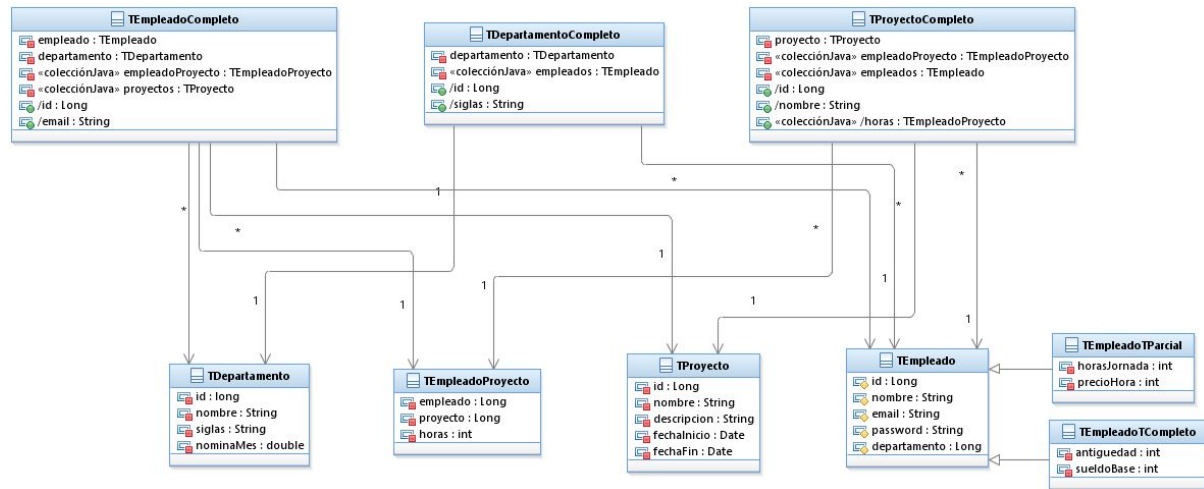 TEmpleadoCompleto
empleado : TEmpleado
departamento : TDepartamento
«colecciónJava» empleadoProyecto : TEmpleadoProyecto
«colecciónJava» proyectos : TProyecto
/id : Long
/email : String
TDepartamentoCompleto
departamento : TDepartamento
«colecciónJava» empleados : TEmpleado
/id : Long
/siglas : String
TProyectoCompleto
proyecto : TProyecto
«colecciónJava» empleadoProyecto : TEmpleadoProyecto
«colecciónJava» empleados : TEmpleado
/id : Long
/nombre : String
«colecciónJava» /horas : TEmpleadoProyecto
1
*
*
*
*
*
*
1
1
1
1
1
1
1
TDepartamento
id : long
nombre : String
siglas : String
nominaMes : double
TEmpleadoProyecto
empleado : Long
proyecto : Long
horas : int
TProyecto
id : Long
nombre : String
descripcion : String
fechaInicio : Date
fechaFin : Date
TEmpleado
id : Long
nombre : String
email : String
password : String
departamento : Long
TEmpleadoTParcial
horasJornada : int
precioHora : int
TEmpleadoTCompleto
antiguedad : int
sueldoBase : int